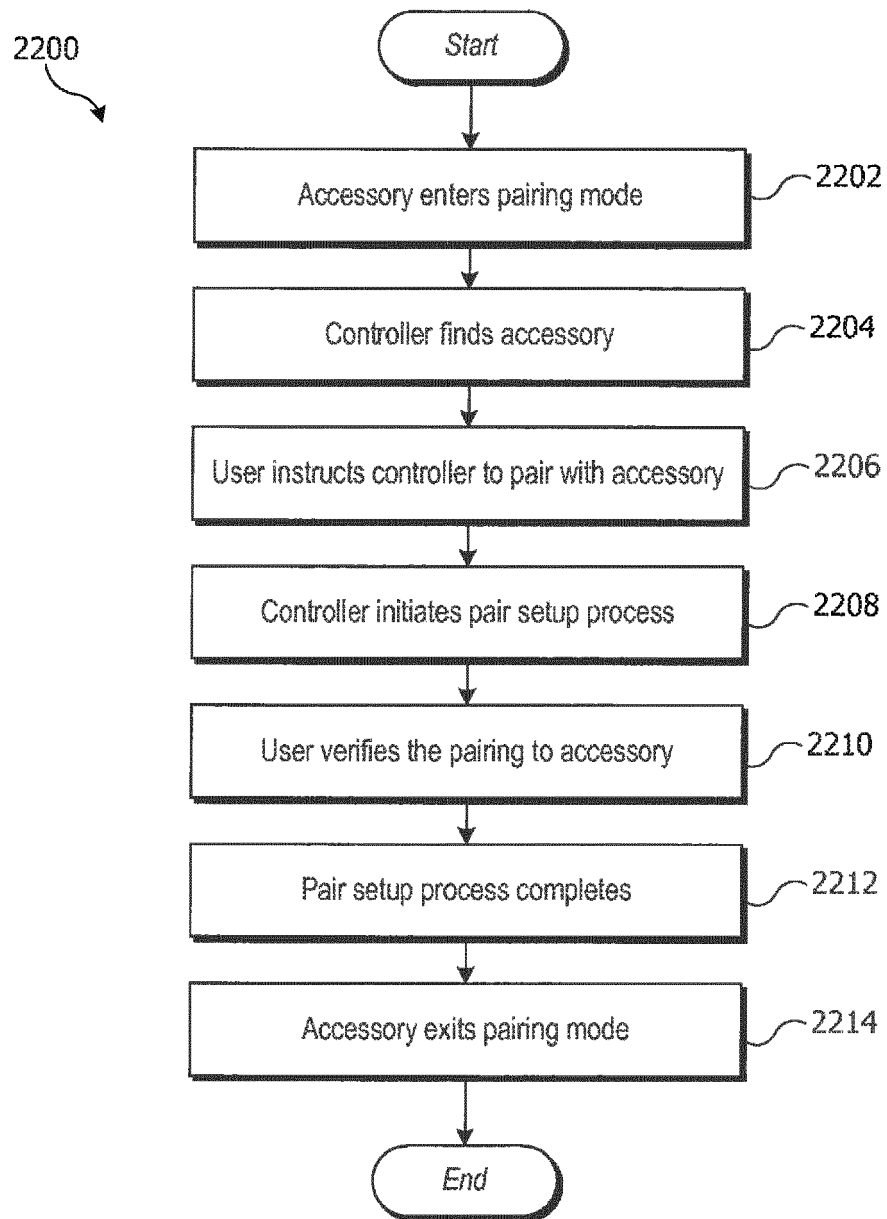 2200
Start
Accessory enters pairing mode
2202
Controller finds accessory
2204
User instructs controller to pair with accessory
2206
Controller initiates pair setup process
2208
User verifies the pairing to accessory
2210
Pair setup process completes
2212
Accessory exits pairing mode
2214
End